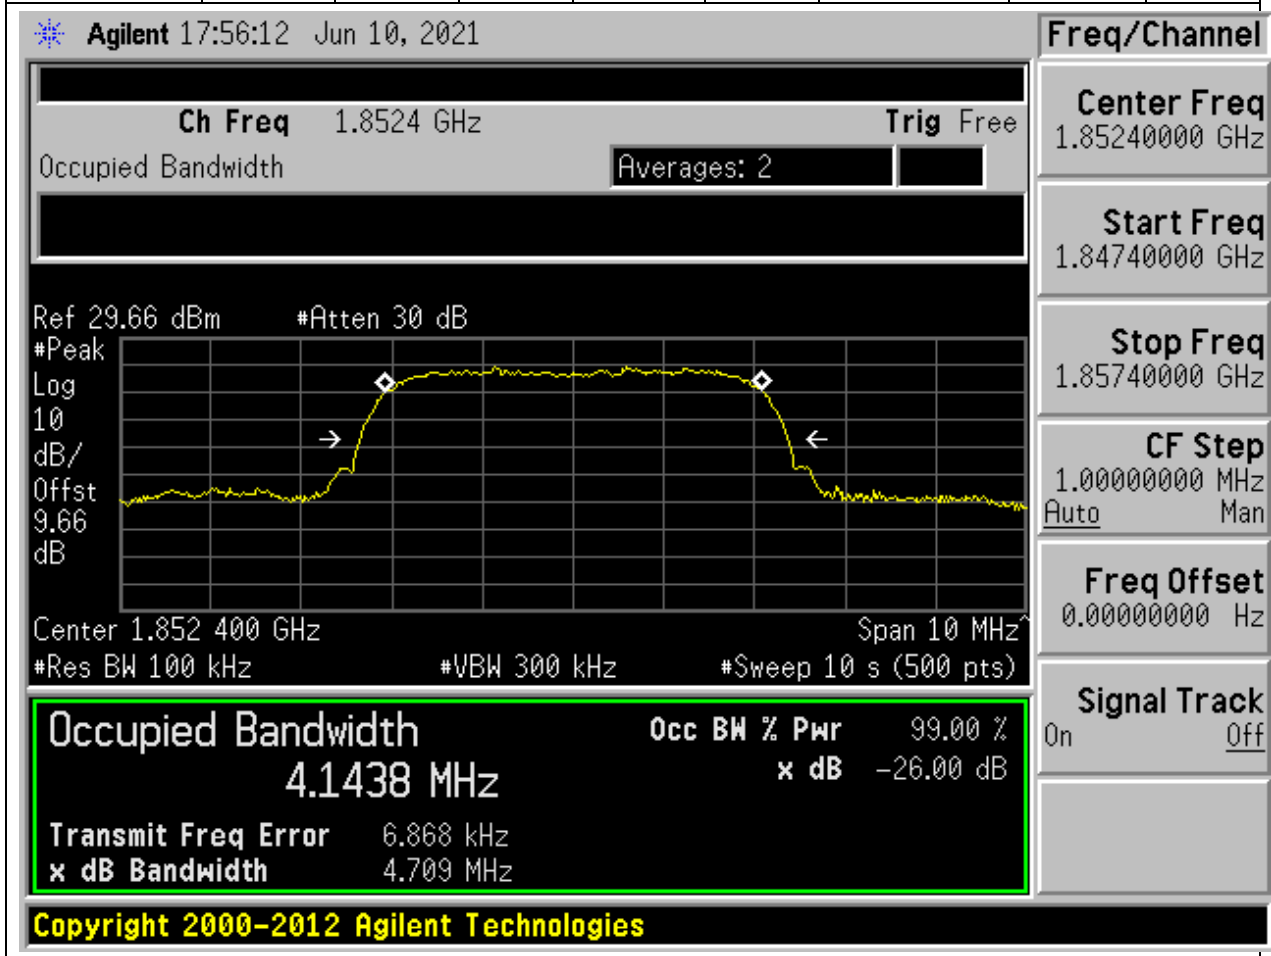 Agilent 17:56:12 Jun 10, 2021
Freq/Channel
Ch Freq 1.8524 GHz Trig Free
Occupied Bandwidth Averages: 2
Ref 29.66 dBm #Atten 30 dB
#Peak
Log
10
dB/
Offst
9.66
dB
Center 1.852 400 GHz Span 10 MHz^
#Res BW 100 kHz #VBW 300 kHz #Sweep 10 s (500 pts)
Occupied Bandwidth Occ BW % Pwr 99.00 %
4.1438 MHz x dB -26.00 dB
Transmit Freq Error 6.868 kHz
x dB Bandwidth 4.709 MHz
Center Freq
1.85240000 GHz
Start Freq
1.84740000 GHz
Stop Freq
1.85740000 GHz
CF Step
1.00000000 MHz
Auto Man
Freq Offset
0.00000000 Hz
Signal Track
On Off
Copyright 2000-2012 Agilent Technologies